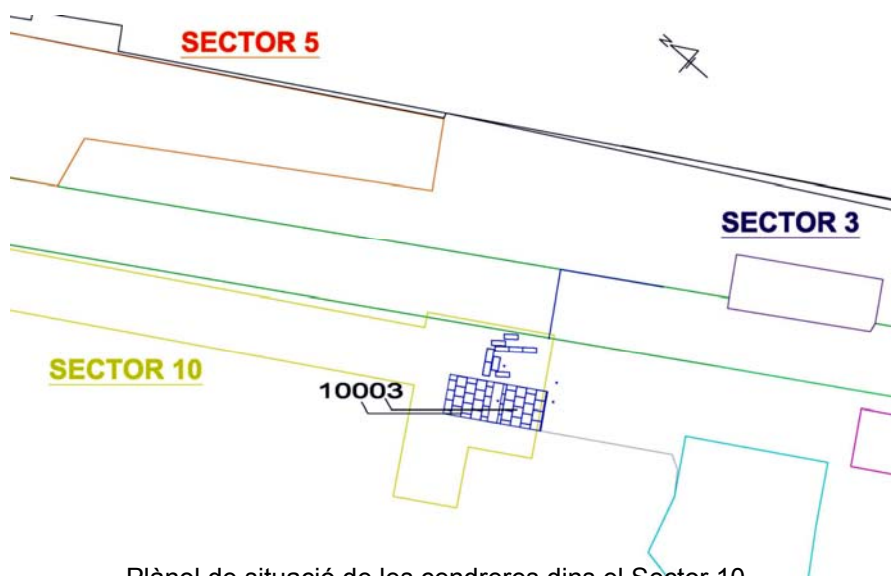 SECTOR 5
N
SECTOR 3
SECTOR 10
10003
Plànol de situació de les cendreres dins el Sector 10